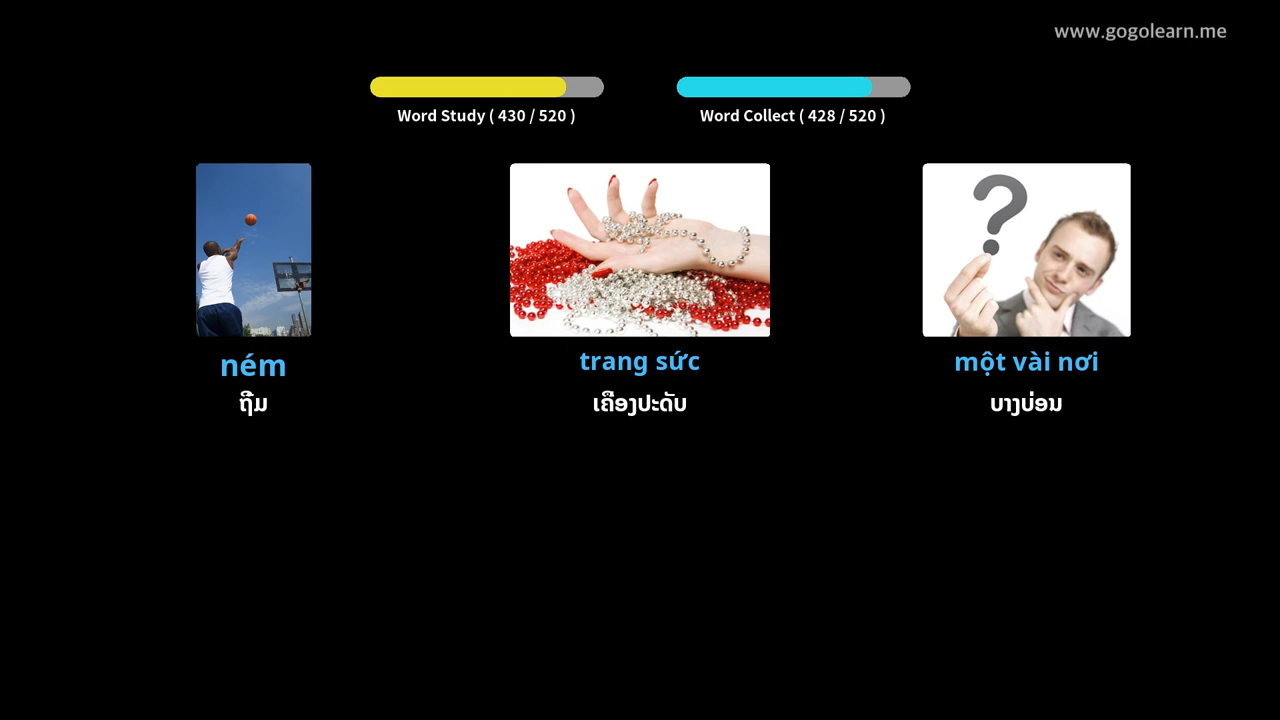 www.gogolearn.me
Word Study ( 430 / 520 )
Word Collect ( 428 / 520 )
ném
trang sức
một vài nơi
ຖິ້ມ
ເຄື່ອງປະດັບ
ບາງບ່ອນ